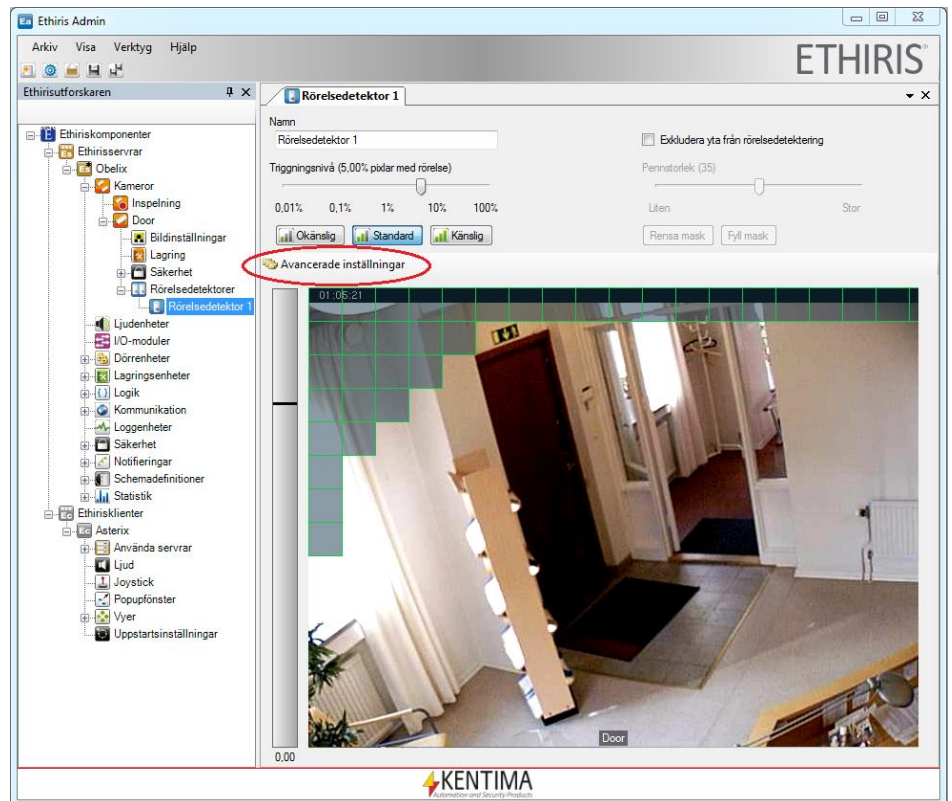 Ethiris Admin
Arkiv Visa Verktyg Hjälp
ETHIRIS
Ethirisutforskaren
Ethiriskomponenter
Ethirisservrar
Obelix
Kameror
Inspelning
Door
Bildinställningar
Lagring
Säkerhet
Rörelsedetektorer
Rörelsedetektor 1
Ljudenheter
I/O-moduler
Dörrenheter
Lagringsenheter
Logik
Kommunikation
Loggenheter
Säkerhet
Notifieringar
Schemadefinitioner
Statistik
Ethirisklienter
Asterix
Använda servrar
Ljud
Joystick
Popupfönster
Vyer
Uppstartsinställningar
Rörelsedetektor 1
Namn
Rörelsedetektor 1
Exkludera yta från rörelsedetektering
Triggningsnivå (5,00% pixlar med rörelse)
Pennstorlek (35)
0,01% 0,1% 1% 10% 100%
Liten Stor
Okänslig Standard Känslig
Rensa mask Fyll mask
Avancerade inställningar
01:05:21
Door
0,00
KENTIMA
Automation and Security Products